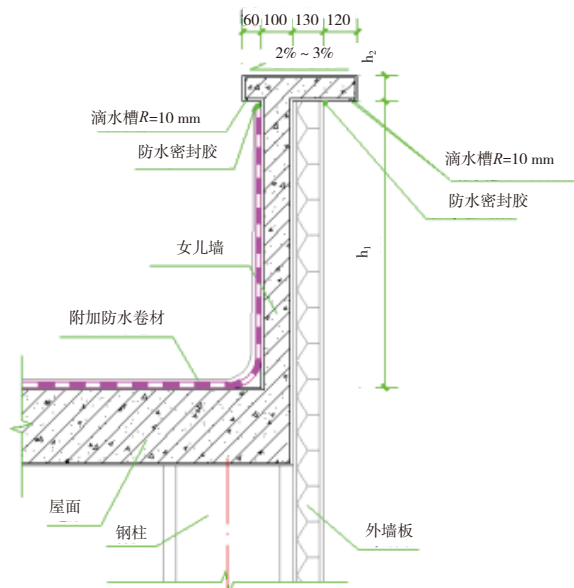 60 100 130 120
2% ~ 3%
h2
滴水槽R=10 mm
防水密封胶
滴水槽R=10 mm
防水密封胶
h1
女儿墙
附加防水卷材
屋面
钢柱
外墙板